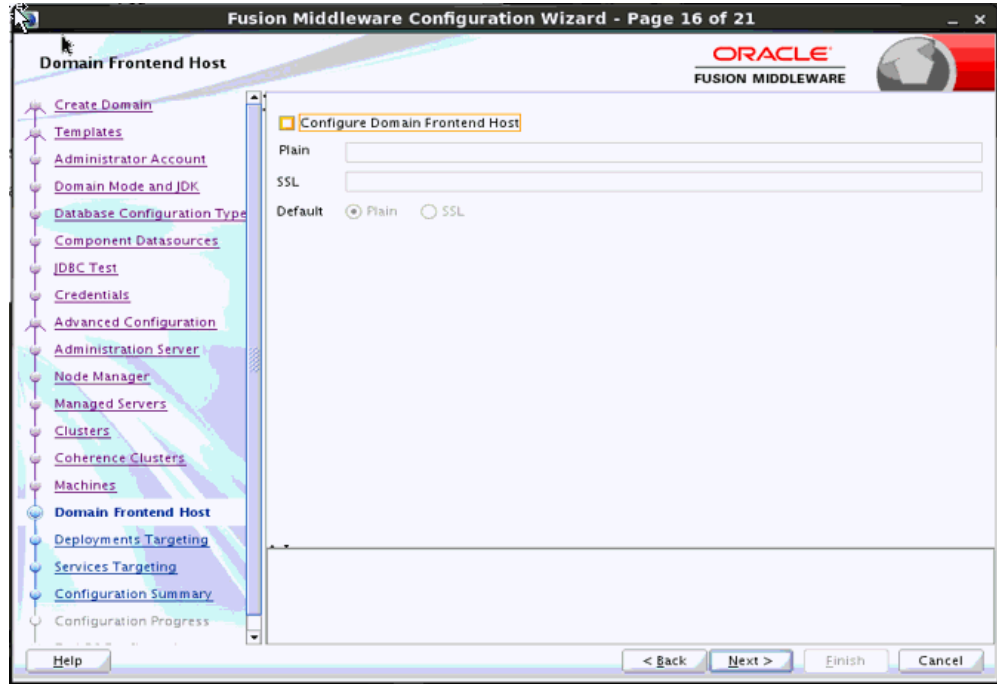 Fusion Middleware Configuration Wizard - Page 16 of 21
Domain Frontend Host
ORACLE
FUSION MIDDLEWARE
Create Domain
Templates
Administrator Account
Domain Mode and JDK
Database Configuration Type
Component Datasources
JDBC Test
Credentials
Advanced Configuration
Administration Server
Node Manager
Managed Servers
Clusters
Coherence Clusters
Machines
Domain Frontend Host
Deployments Targeting
Services Targeting
Configuration Summary
Configuration Progress
Configure Domain Frontend Host
Plain
SSL
Default Plain SSL
Help < Back Next > Finish Cancel